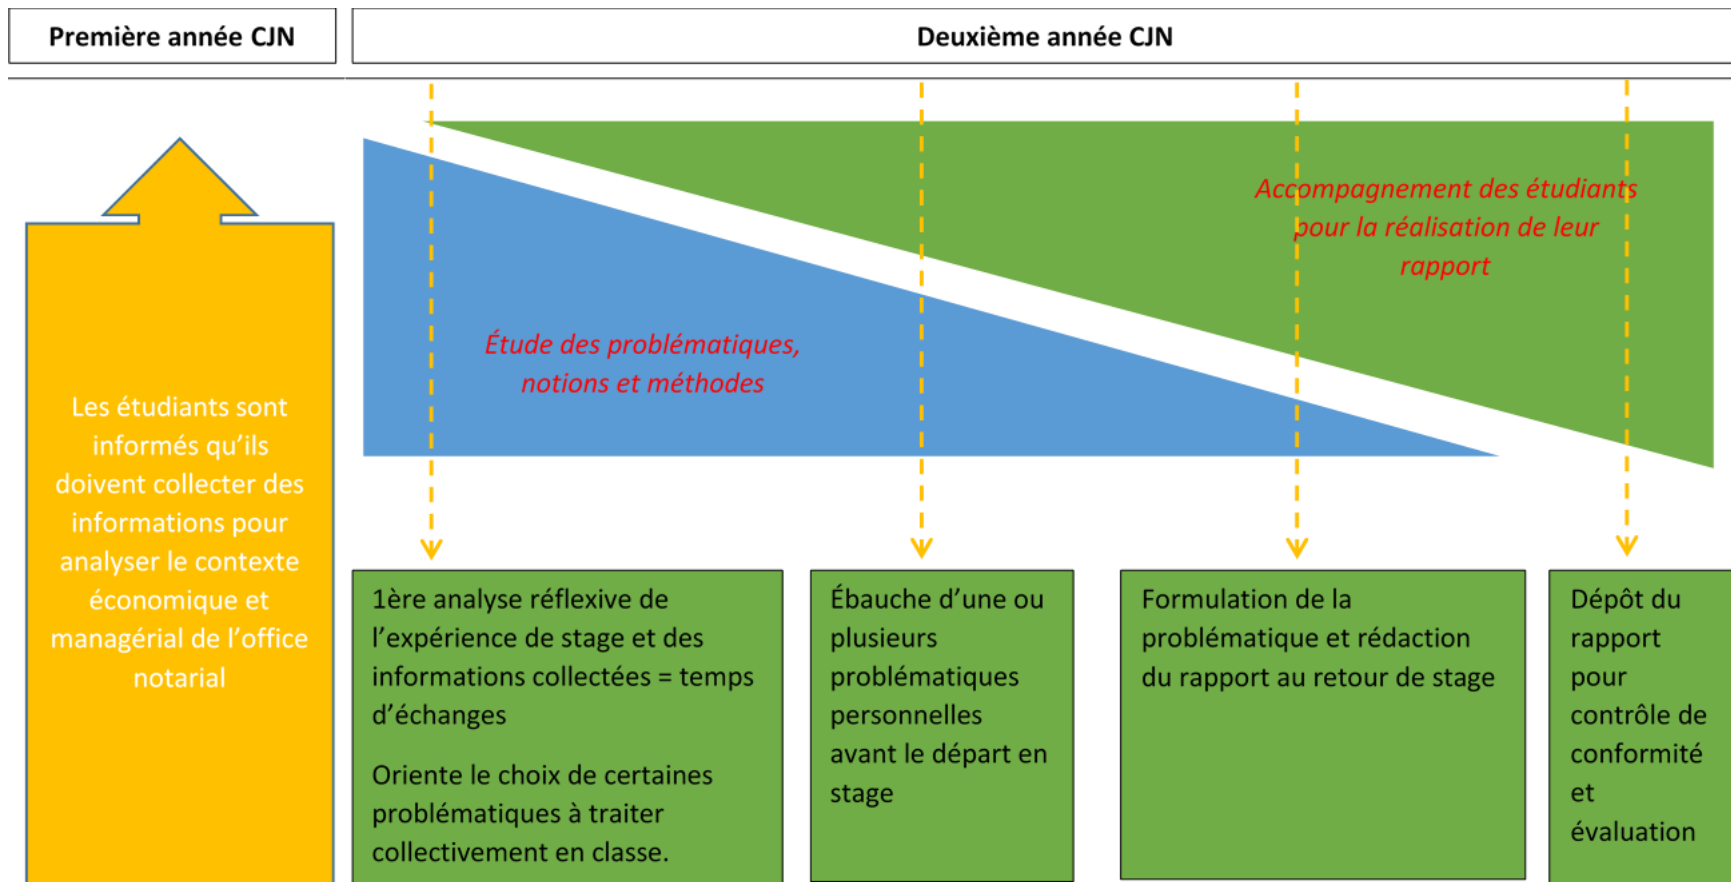 Première année CJN
Deuxième année CJN
Accompagnement des étudiants
pour la réalisation de leur
rapport
Étude des problématiques,
notions et méthodes
Les étudiants sont
informés qu’ils
doivent collecter des
informations pour
analyser le contexte
économique et
managérial de l’office
notarial
1ère analyse réflexive de
l’expérience de stage et des
informations collectées = temps
d’échanges
Oriente le choix de certaines
problématiques à traiter
collectivement en classe.
Ébauche d’une ou
plusieurs
problématiques
personnelles
avant le départ en
stage
Formulation de la
problématique et rédaction
du rapport au retour de stage
Dépôt du
rapport
pour
contrôle de
conformité
et
évaluation